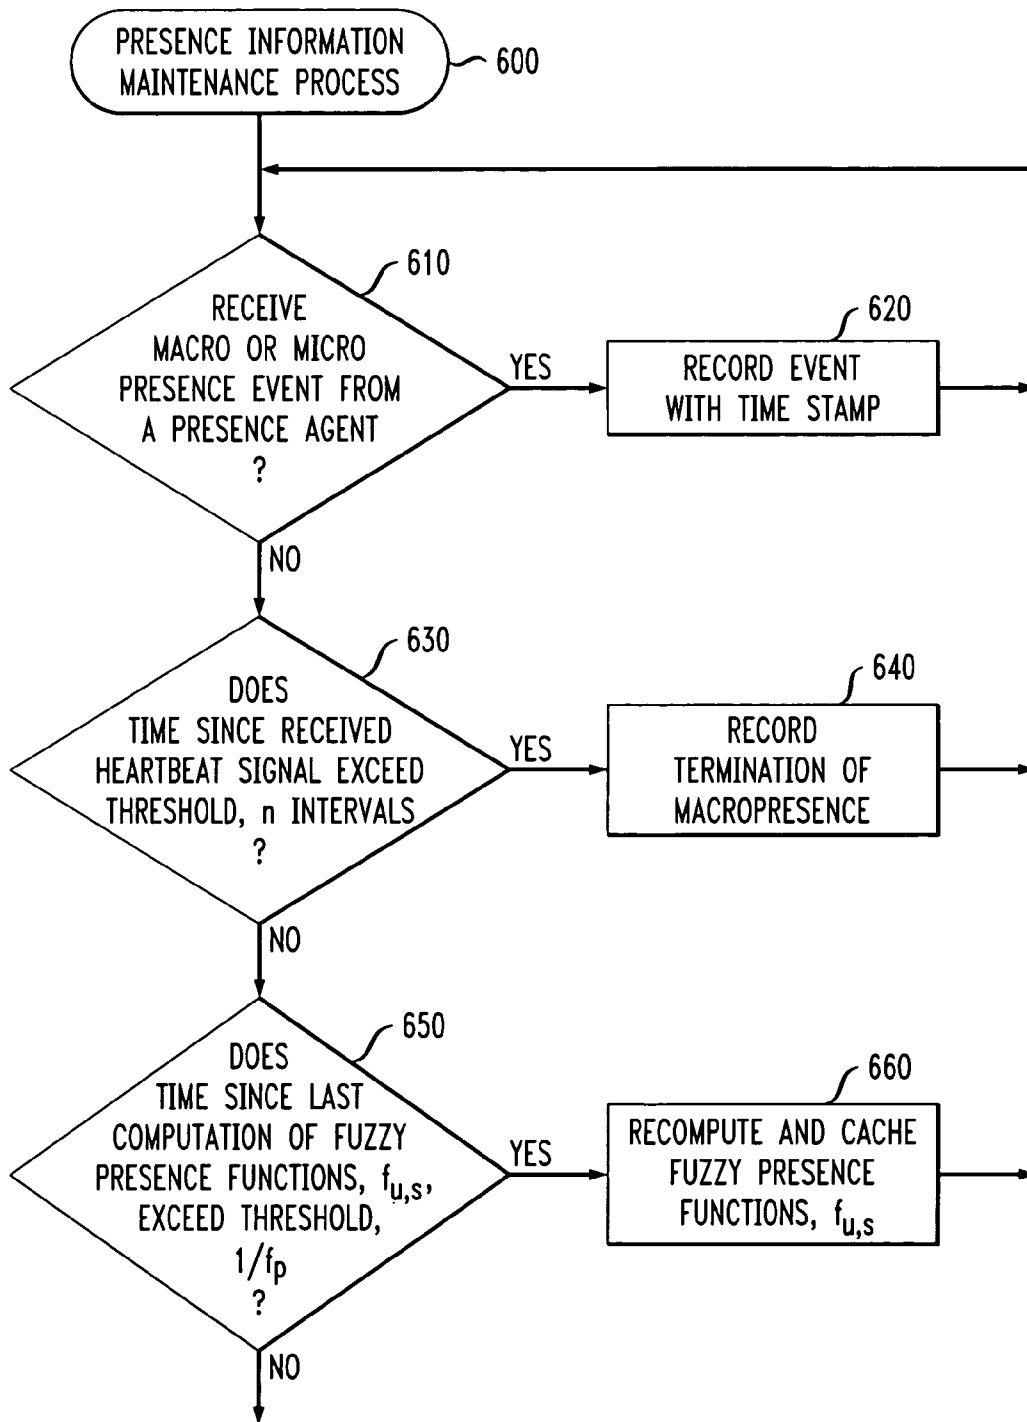 PRESENCE INFORMATION
MAINTENANCE PROCESS
600
610
RECEIVE
MACRO OR MICRO
PRESENCE EVENT FROM
A PRESENCE AGENT
?
YES
620
RECORD EVENT
WITH TIME STAMP
NO
630
DOES
TIME SINCE RECEIVED
HEARTBEAT SIGNAL EXCEED
THRESHOLD, n INTERVALS
?
YES
640
RECORD
TERMINATION OF
MACROPRESENCE
NO
650
DOES
TIME SINCE LAST
COMPUTATION OF FUZZY
PRESENCE FUNCTIONS, fu,s,
EXCEED THRESHOLD,
1/fp
?
YES
660
RECOMPUTE AND CACHE
FUZZY PRESENCE
FUNCTIONS, fu,s
NO